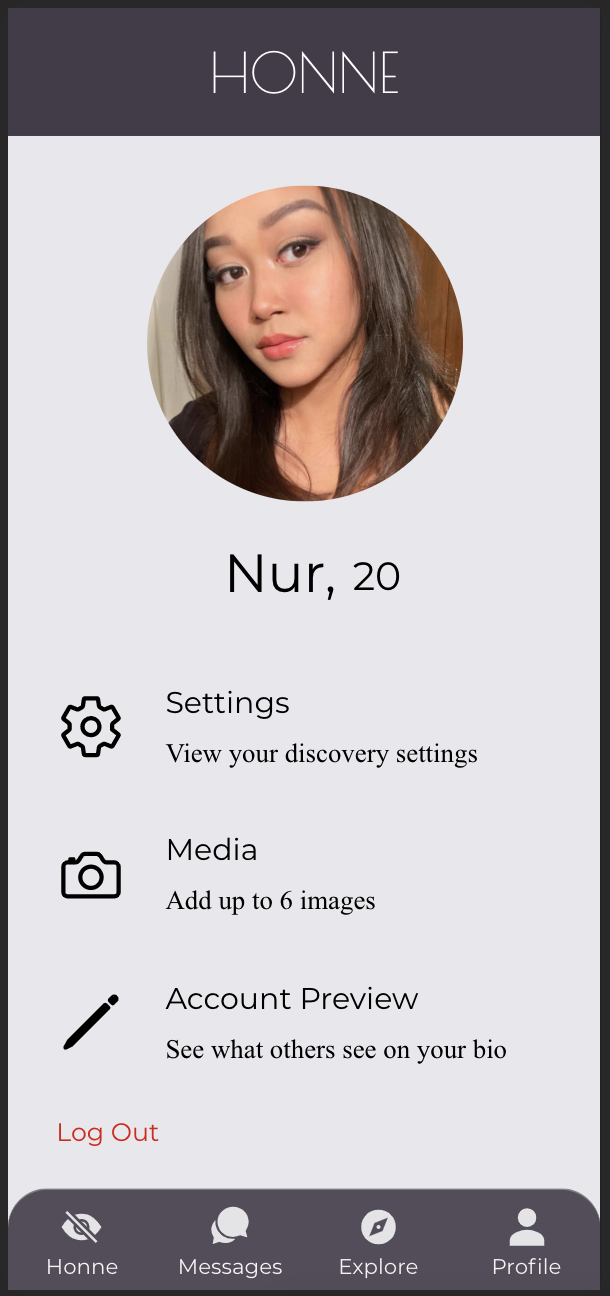 HONNE
Nur, 20
Settings
View your discovery settings
Media
Add up to 6 images
Account Preview
See what others see on your bio
Log Out
Honne Messages Explore Profile